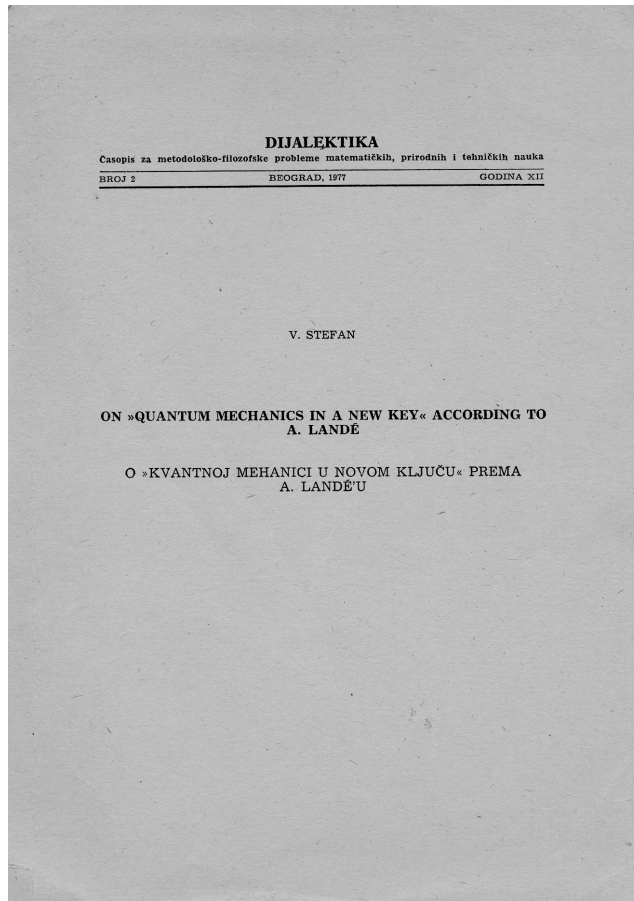 DIJALEKTIKA
Časopis za metodološko-filozofske probleme matematičkih, prirodnih i tehničkih nauka
BROJ 2 BEOGRAD, 1977 GODINA XII
V. STEFAN
ON »QUANTUM MECHANICS IN A NEW KEY« ACCORDING TO
A. LANDÉ
O »KVANTNOJ MEHANICI U NOVOM KLJUČU« PREMA
A. LANDÉ'U